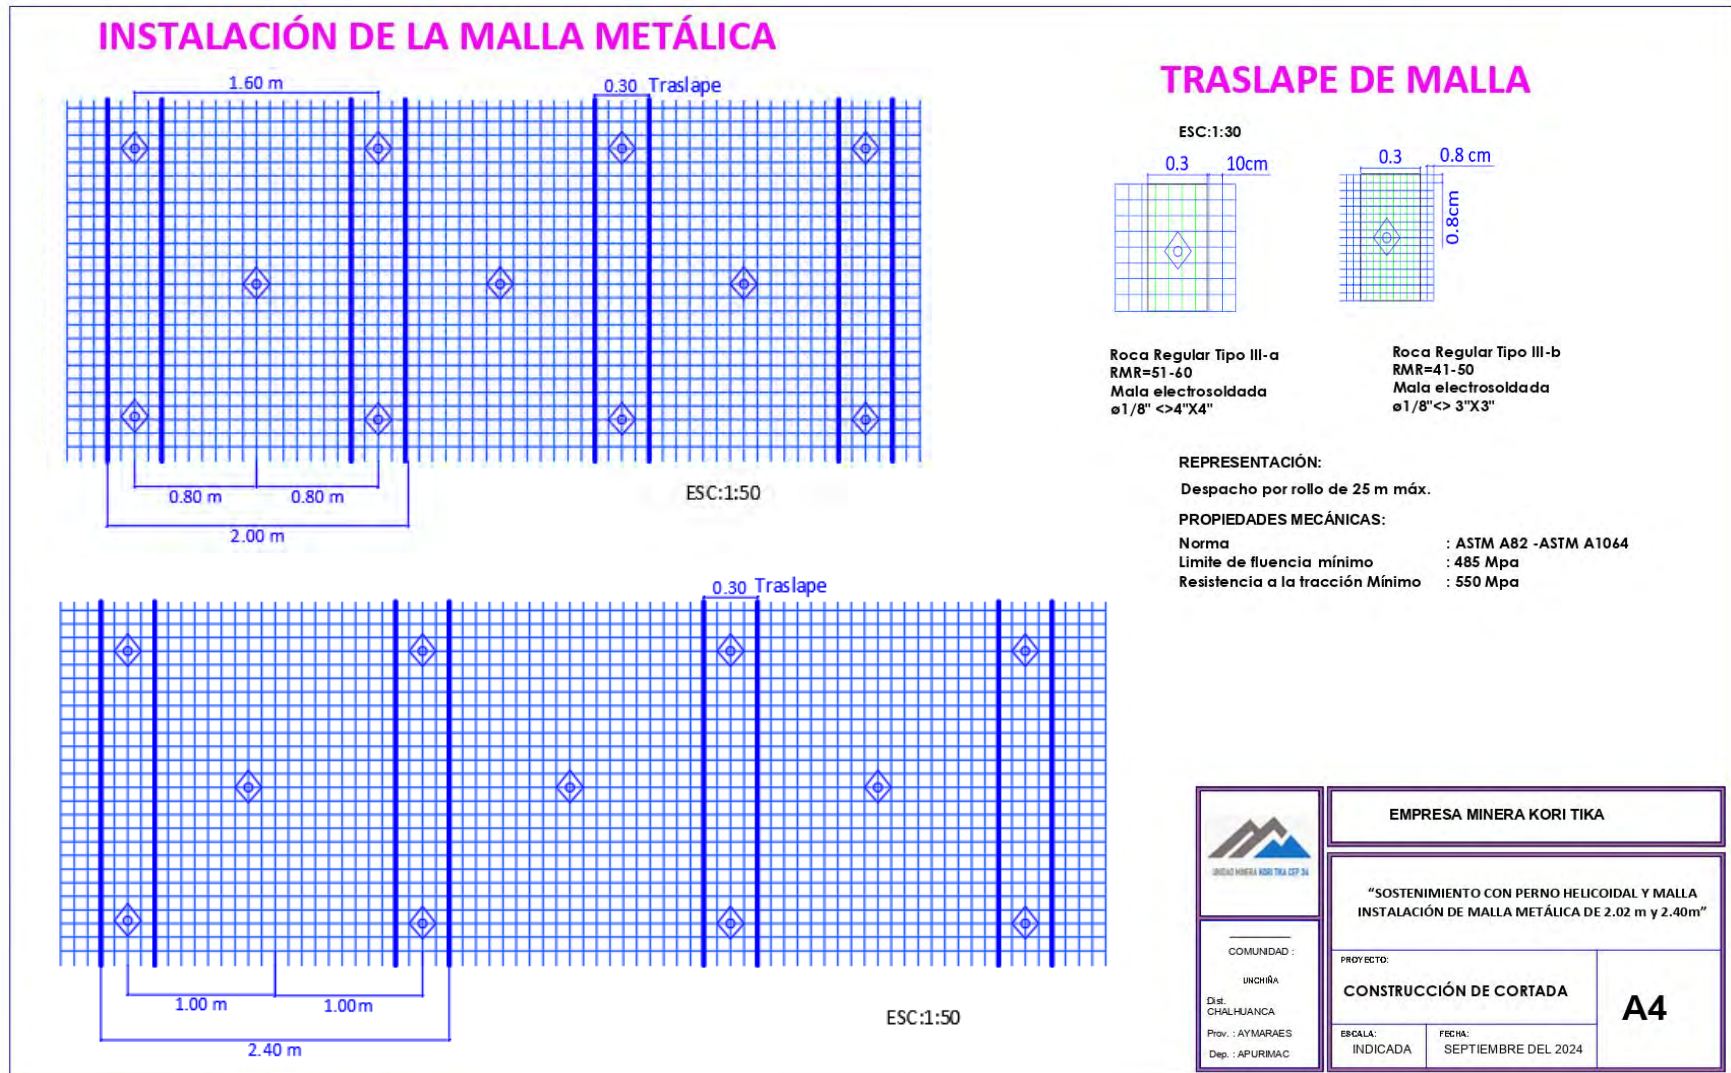 INSTALACIÓN DE LA MALLA METÁLICA
1.60 m
0.30 Traslape
0.80 m
0.80 m
2.00 m
ESC:1:50
0.30 Traslape
1.00 m
1.00m
2.40 m
ESC:1:50
TRASLAPE DE MALLA
ESC:1:30
0.3
10cm
0.3
0.8 cm
0.8cm
Roca Regular Tipo III-a
RMR=51-60
Mala electrosoldada
ø1/8" <>4"X4"
Roca Regular Tipo III-b
RMR=41-50
Mala electrosoldada
ø1/8"<> 3"X3"
REPRESENTACIÓN:
Despacho por rollo de 25 m máx.
PROPIEDADES MECÁNICAS:
Norma : ASTM A82 -ASTM A1064
Limite de fluencia mínimo : 485 Mpa
Resistencia a la tracción Mínimo : 550 Mpa
UNIDAD MINERA KORI TIKA CEP 24
COMUNIDAD :
UNCHIÑA
Dist.
CHALHUANCA
Prov. : AYMARAES
Dep. : APURIMAC
EMPRESA MINERA KORI TIKA
“SOSTENIMIENTO CON PERNO HELICOIDAL Y MALLA
INSTALACIÓN DE MALLA METÁLICA DE 2.02 m y 2.40m”
PROYECTO:
CONSTRUCCIÓN DE CORTADA
A4
ESCALA:
INDICADA
FECHA:
SEPTIEMBRE DEL 2024